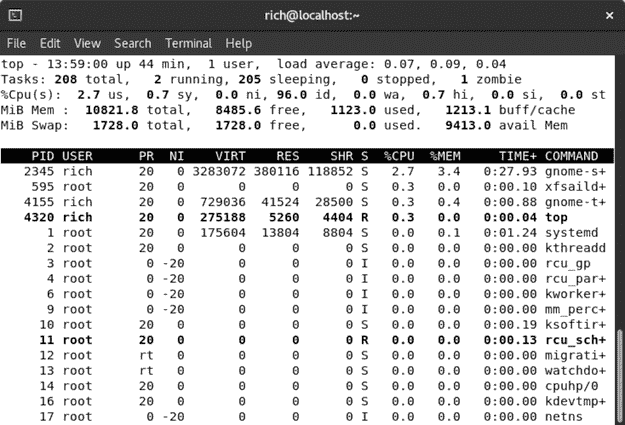 rich@localhost:~
File Edit View Search Terminal Help
top - 13:59:00 up 44 min,  1 user,  load average: 0.07, 0.09, 0.04
Tasks: 208 total,   2 running, 205 sleeping,   0 stopped,   1 zombie
%Cpu(s):  2.7 us,  0.7 sy,  0.0 ni, 96.0 id,  0.0 wa,  0.7 hi,  0.0 si,  0.0 st
MiB Mem :  10821.8 total,   8485.6 free,   1123.0 used,   1213.1 buff/cache
MiB Swap:   1728.0 total,   1728.0 free,      0.0 used.   9413.0 avail Mem
PID USER PR NI VIRT RES SHR S %CPU %MEM TIME+ COMMAND
2345 rich 20 0 3283072 380116 118852 S 2.7 3.4 0:27.93 gnome-s+
595 root 20 0 0 0 0 S 0.3 0.0 0:00.10 xfsaild+
4155 rich 20 0 729036 41524 28500 S 0.3 0.4 0:00.88 gnome-t+
4320 rich 20 0 275188 5260 4404 R 0.3 0.0 0:00.04 top
1 root 20 0 175604 13804 8804 S 0.0 0.1 0:01.24 systemd
2 root 20 0 0 0 0 S 0.0 0.0 0:00.00 kthreadd
3 root 0 -20 0 0 0 I 0.0 0.0 0:00.00 rcu_gp
4 root 0 -20 0 0 0 I 0.0 0.0 0:00.00 rcu_par+
6 root 0 -20 0 0 0 I 0.0 0.0 0:00.00 kworker+
9 root 0 -20 0 0 0 I 0.0 0.0 0:00.00 mm_perc+
10 root 20 0 0 0 0 S 0.0 0.0 0:00.19 ksoftir+
11 root 20 0 0 0 0 R 0.0 0.0 0:00.13 rcu_sch+
12 root rt 0 0 0 0 S 0.0 0.0 0:00.00 migrati+
13 root rt 0 0 0 0 S 0.0 0.0 0:00.00 watchdo+
14 root 20 0 0 0 0 S 0.0 0.0 0:00.00 cpuhp/0
16 root 20 0 0 0 0 S 0.0 0.0 0:00.00 kdevtmp+
17 root 0 -20 0 0 0 I 0.0 0.0 0:00.00 netns